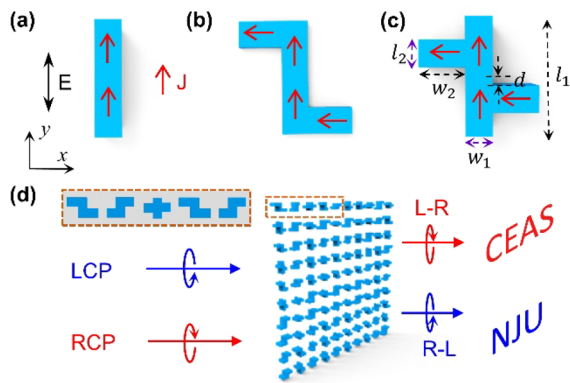 (a)
E
J
y
x
(b)
(c)
l2
w2
d
l1
w1
(d)
LCP
RCP
L-R
R-L
CEAS
NJU